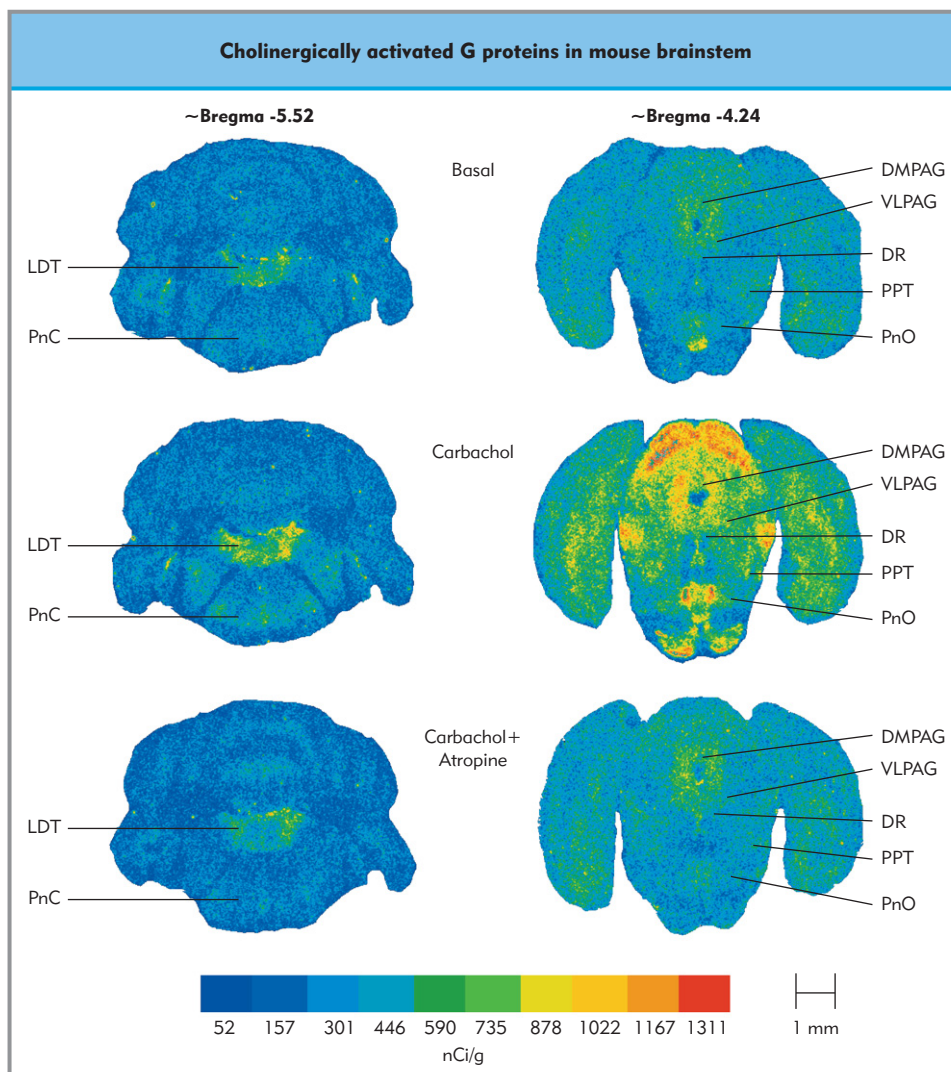 Cholinergically activated G proteins in mouse brainstem
~Bregma -5.52
~Bregma -4.24
Basal
LDT
PnC
DMPAG
VLPAG
DR
PPT
PnO
Carbachol
LDT
PnC
DMPAG
VLPAG
DR
PPT
PnO
Carbachol+
Atropine
LDT
PnC
DMPAG
VLPAG
DR
PPT
PnO
52 157 301 446 590 735 878 1022 1167 1311
nCi/g
1 mm